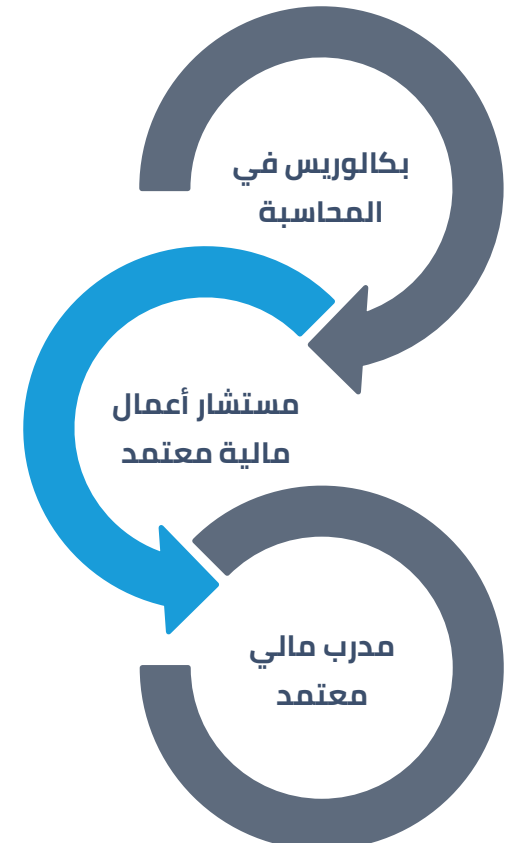 بكالوريس في
المحاسبة
مستشار أعمال
مالية معتمد
مدرب مالي
معتمد